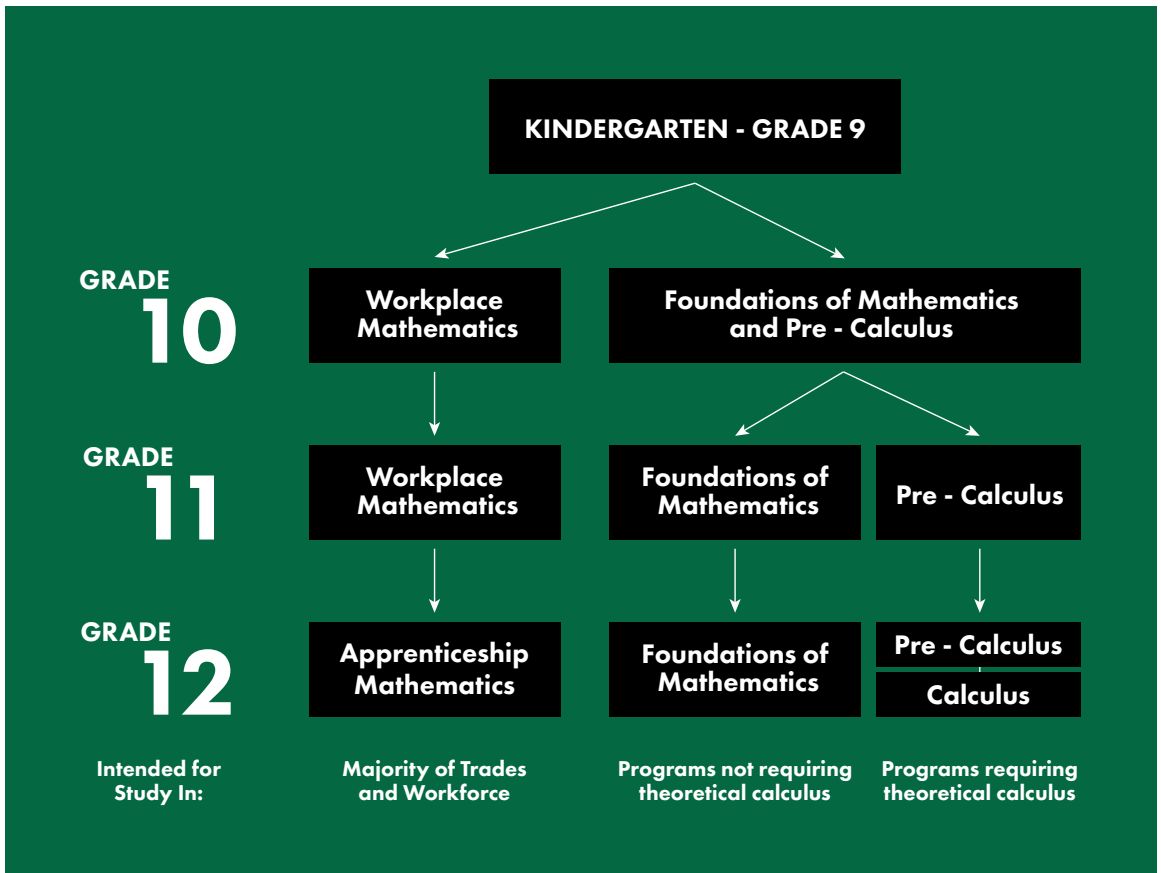 KINDERGARTEN - GRADE 9
GRADE
10
Workplace
Mathematics
Foundations of Mathematics
and Pre - Calculus
GRADE
11
Workplace
Mathematics
Foundations of
Mathematics
Pre - Calculus
GRADE
12
Apprenticeship
Mathematics
Foundations of
Mathematics
Pre - Calculus
Calculus
Intended for
Study In:
Majority of Trades
and Workforce
Programs not requiring
theoretical calculus
Programs requiring
theoretical calculus